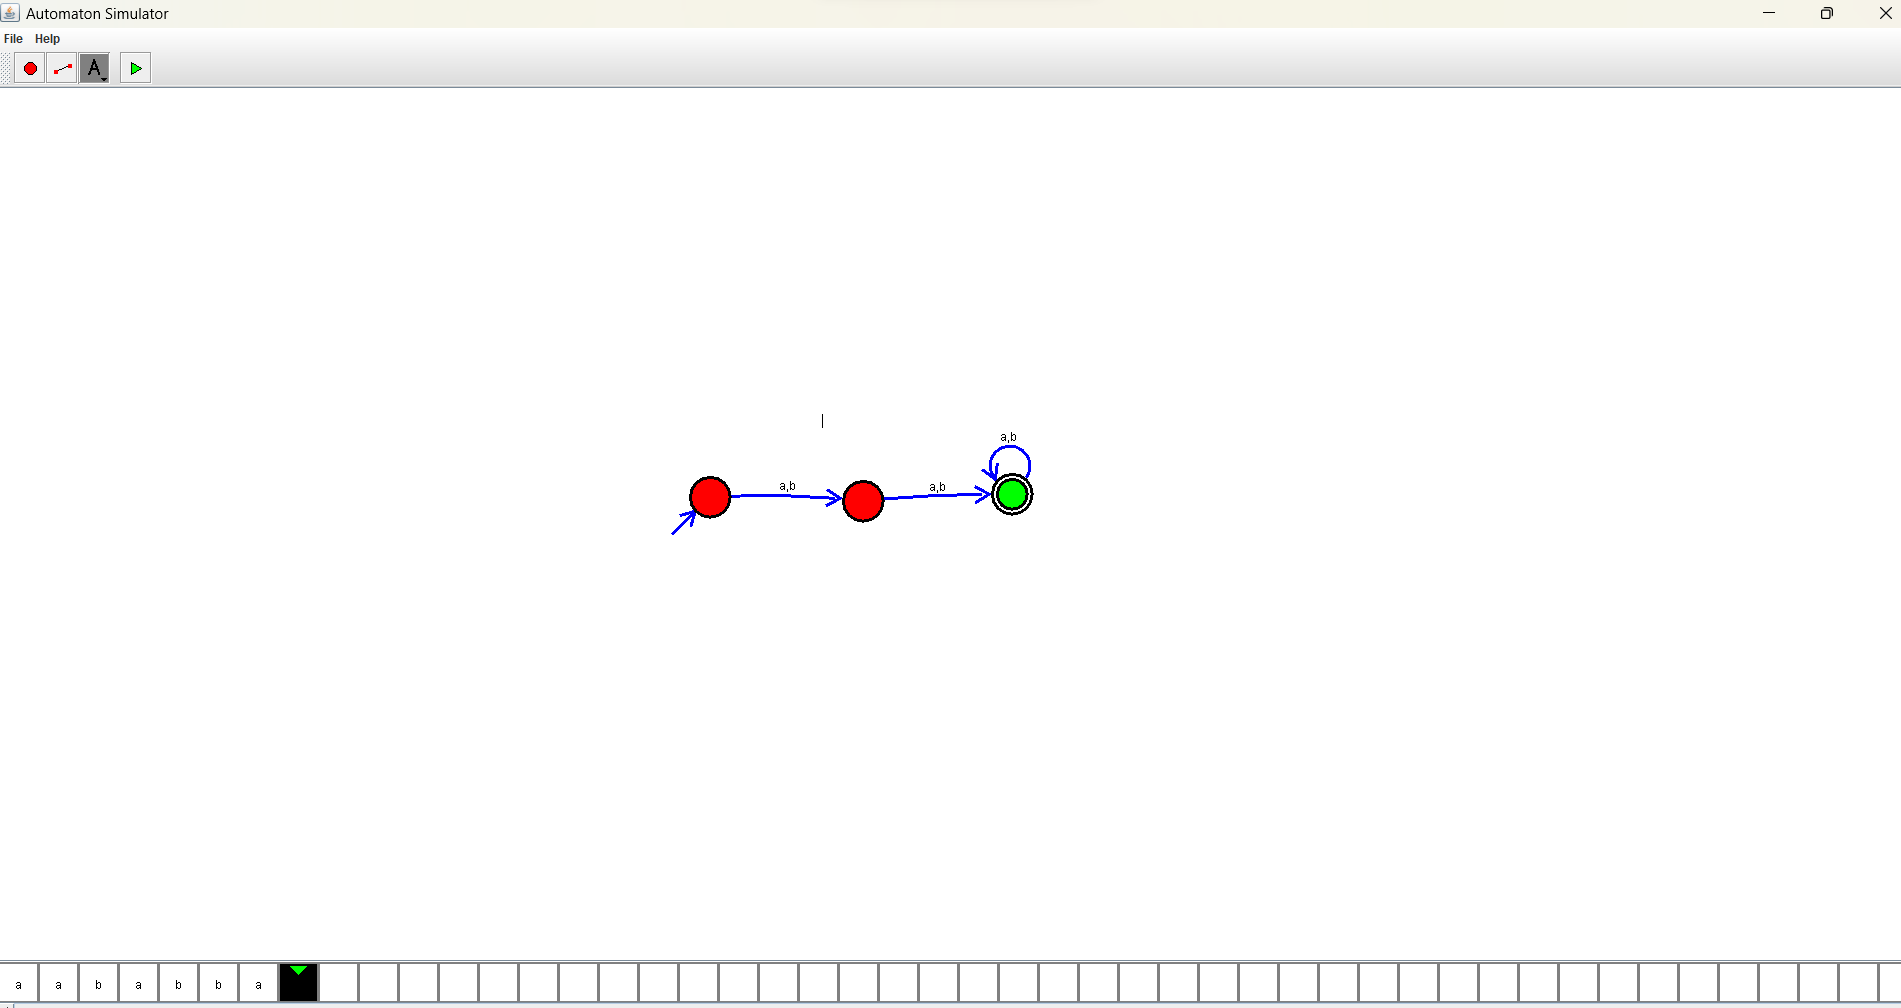 Automaton Simulator
File Help
A
a,b
a,b
a,b
a a b a b b a